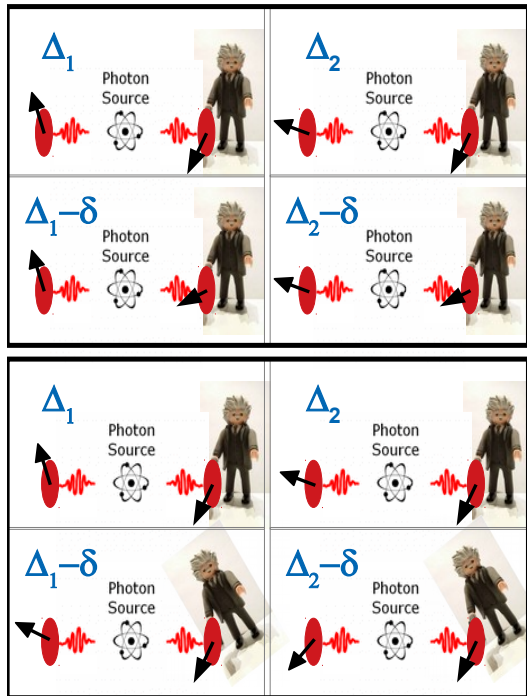 Δ₁
Photon
Source
Δ₂
Photon
Source
Δ₁−δ
Photon
Source
Δ₂−δ
Photon
Source
Δ₁
Photon
Source
Δ₂
Photon
Source
Δ₁−δ
Photon
Source
Δ₂−δ
Photon
Source